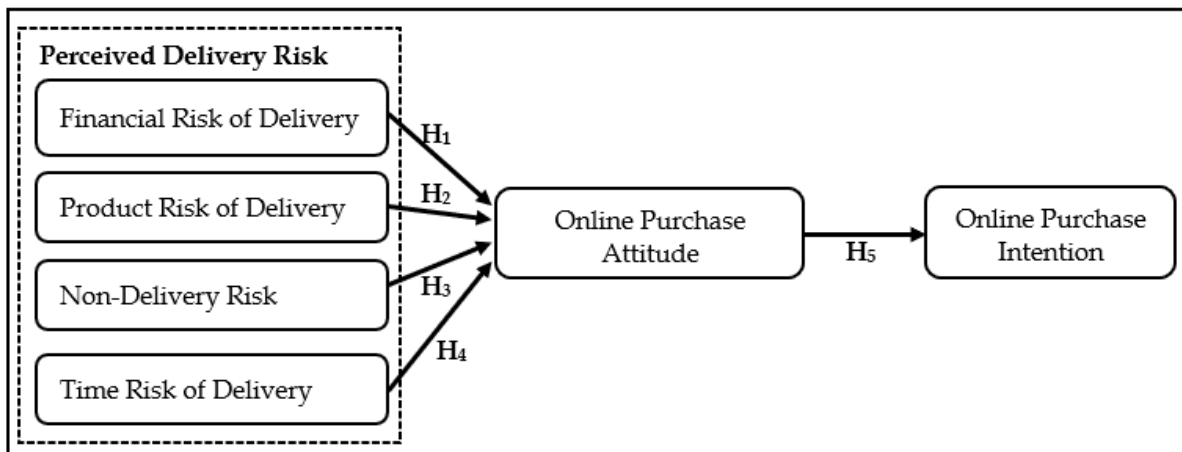 Perceived Delivery Risk
Financial Risk of Delivery
H₁
Product Risk of Delivery
H₂
Non-Delivery Risk
H₃
Time Risk of Delivery
H₄
Online Purchase
Attitude
H₅
Online Purchase
Intention